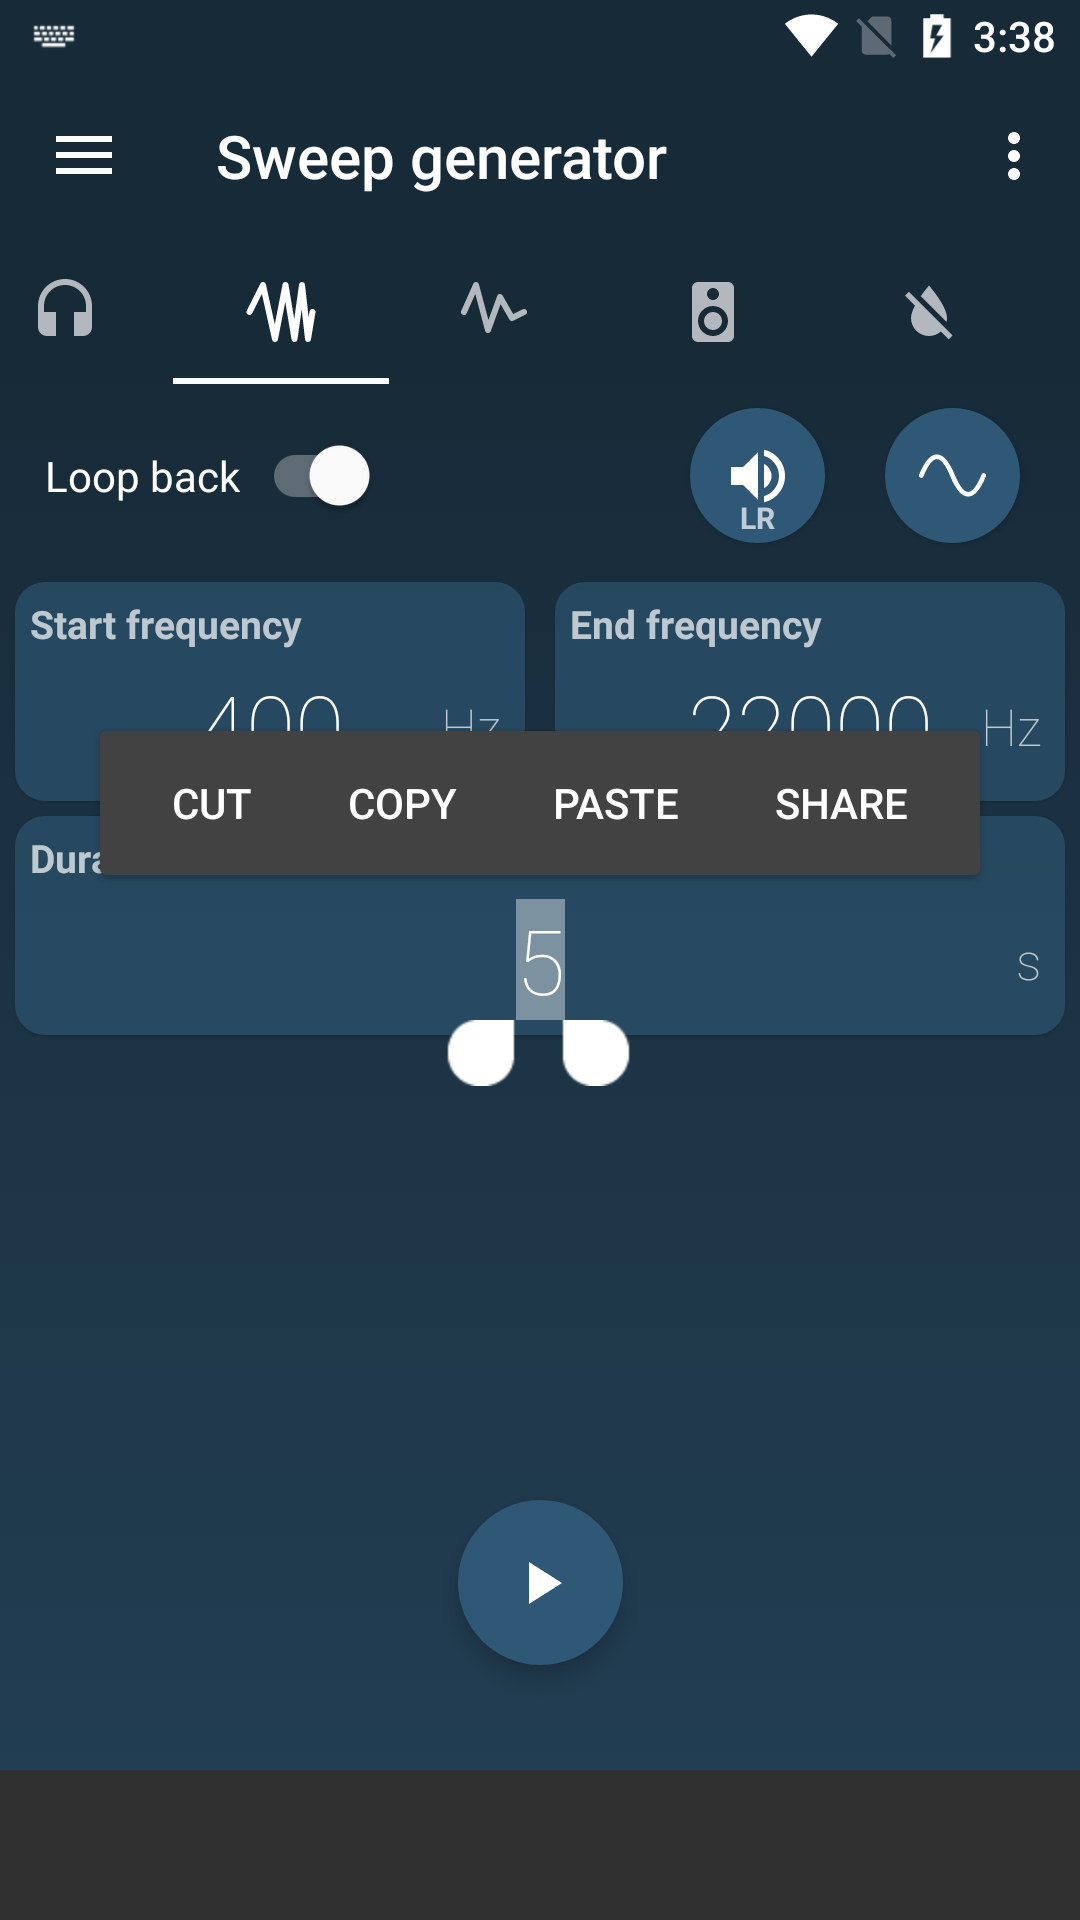 3:38
Sweep generator
Loop back
LR
Start frequency
End frequency
400 Hz
22000 Hz
CUT COPY PASTE SHARE
5
s